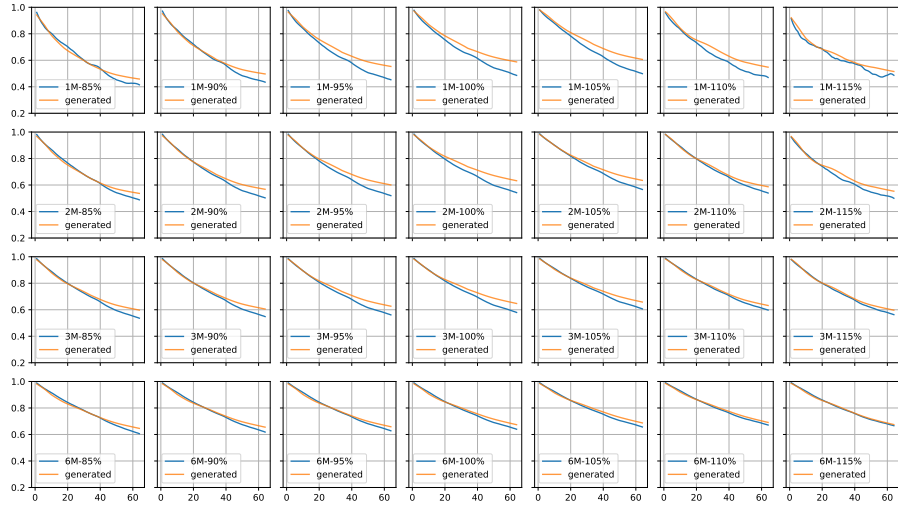 1.0
0.8
0.6
0.4
0.2
1M-85%
generated
1M-90%
generated
1M-95%
generated
1M-100%
generated
1M-105%
generated
1M-110%
generated
1M-115%
generated
1.0
0.8
0.6
0.4
0.2
2M-85%
generated
2M-90%
generated
2M-95%
generated
2M-100%
generated
2M-105%
generated
2M-110%
generated
2M-115%
generated
1.0
0.8
0.6
0.4
0.2
3M-85%
generated
3M-90%
generated
3M-95%
generated
3M-100%
generated
3M-105%
generated
3M-110%
generated
3M-115%
generated
1.0
0.8
0.6
0.4
0.2
6M-85%
generated
6M-90%
generated
6M-95%
generated
6M-100%
generated
6M-105%
generated
6M-110%
generated
6M-115%
generated
0 20 40 60
0 20 40 60
0 20 40 60
0 20 40 60
0 20 40 60
0 20 40 60
0 20 40 60